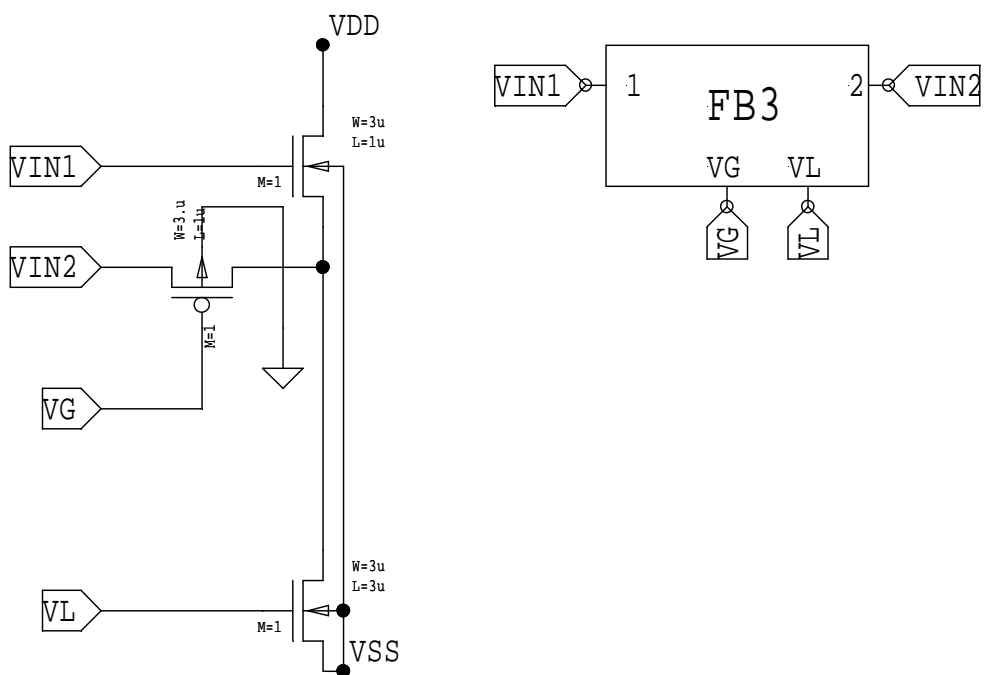 VDD
W=3u
L=1u
VIN1
M=1
W=3.u
L=1u
VIN2
M=1
VG
W=3u
L=3u
VL
M=1
VSS
VIN1
1
FB3
2
VIN2
VG
VL
VG
VL